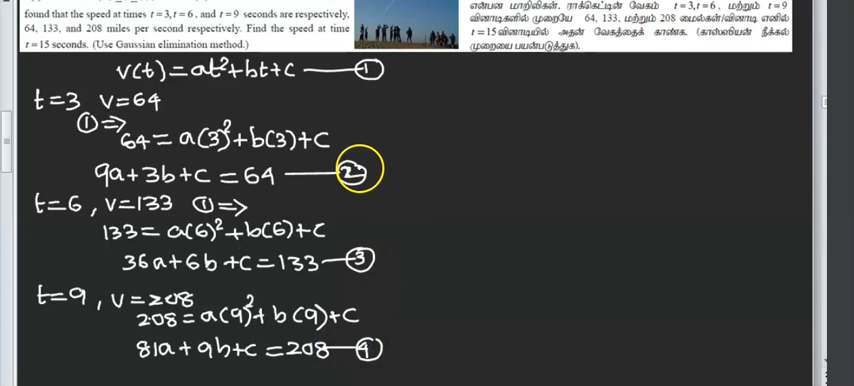 found that the speed at times t = 3, t = 6 , and t = 9 seconds are respectively,
64, 133, and 208 miles per second respectively. Find the speed at time
t = 15 seconds. (Use Gaussian elimination method.)
என்பன மாறிலிகள். ராக்கெட்டின் வேகம் t = 3, t = 6 , மற்றும் t = 9
வினாடிகளில் முறையே 64, 133, மற்றும் 208 மைல்கள்/வினாடி எனில்
t = 15 வினாடியில் அதன் வேகத்தைக் காண்க. (காஸ்ஸியன் நீக்கல்
முறையை பயன்படுத்துக).
v(t) = at²+bt+c — ①
t=3 v=64
①⇒
64 = a(3)²+b(3)+c
9a+3b+c = 64 — ②
t=6, v=133 ①⇒
133 = a(6)²+b(6)+c
36a+6b+c = 133 — ③
t=9, v=208
208 = a(9)²+b(9)+c
81a+9b+c = 208 — ④